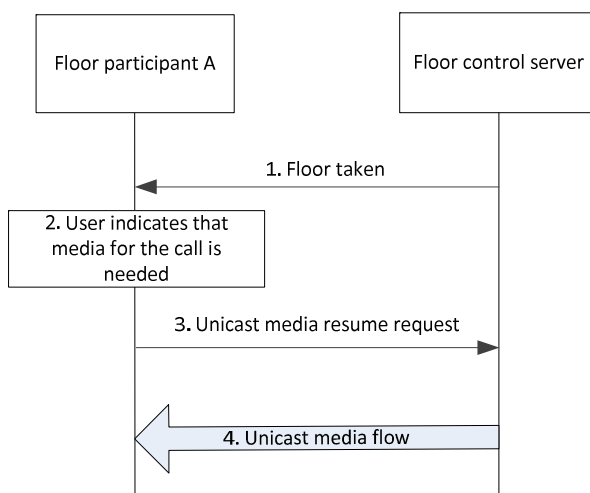 Floor participant A
Floor control server
1. Floor taken
2. User indicates that
media for the call is
needed
3. Unicast media resume request
4. Unicast media flow